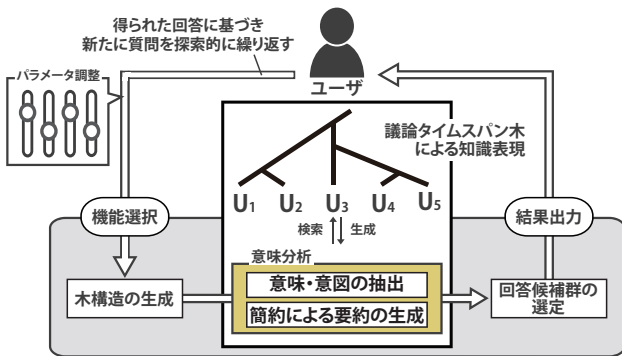 得られた回答に基づき
新たに質問を探索的に繰り返す
パラメータ調整
ユーザ
議論タイムスパン木
による知識表現
U1 U2 U3 U4 U5
機能選択
検索 生成
結果出力
意味分析
木構造の生成
意味・意図の抽出
簡約による要約の生成
回答候補群の
選定